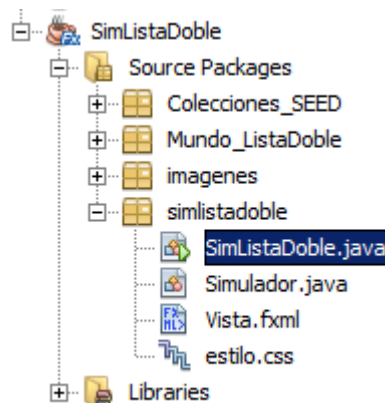 SimListaDoble
Source Packages
Colecciones_SEED
Mundo_ListaDoble
imagenes
simlistadoble
SimListaDoble.java
Simulador.java
Vista.fxml
estilo.css
Libraries